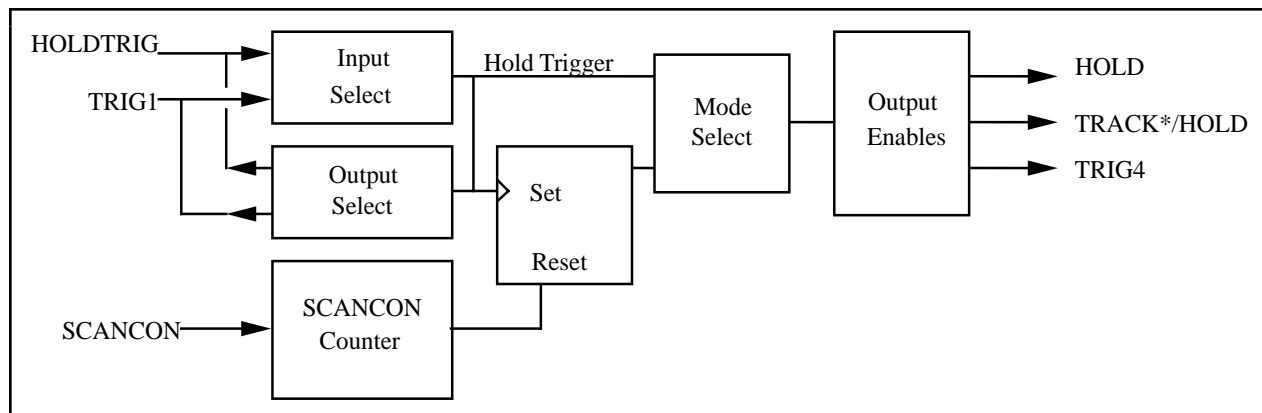 HOLDTRIG
TRIG1
Input
Select
Hold Trigger
Output
Select
Set
Reset
SCANCON
SCANCON
Counter
Mode
Select
Output
Enables
HOLD
TRACK*/HOLD
TRIG4